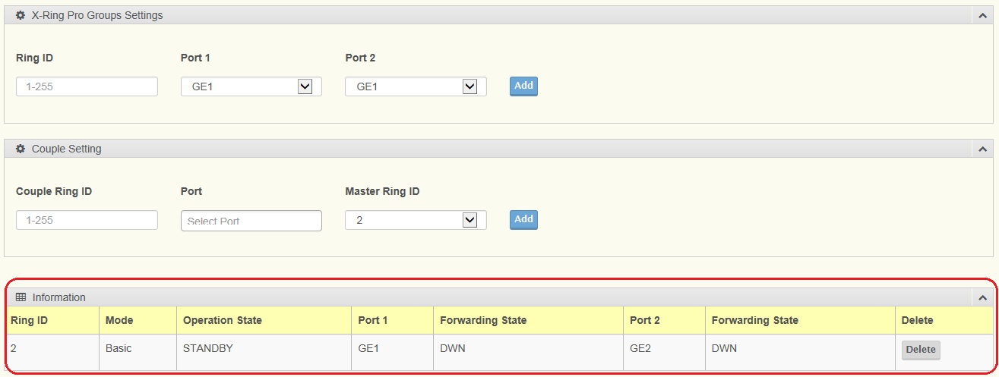 X-Ring Pro Groups Settings
Ring ID Port 1 Port 2
1-255 GE1 GE1 Add
Couple Setting
Couple Ring ID Port Master Ring ID
1-255 Select Port 2 Add
Information
Ring ID Mode Operation State Port 1 Forwarding State Port 2 Forwarding State Delete
2 Basic STANDBY GE1 DWN GE2 DWN Delete